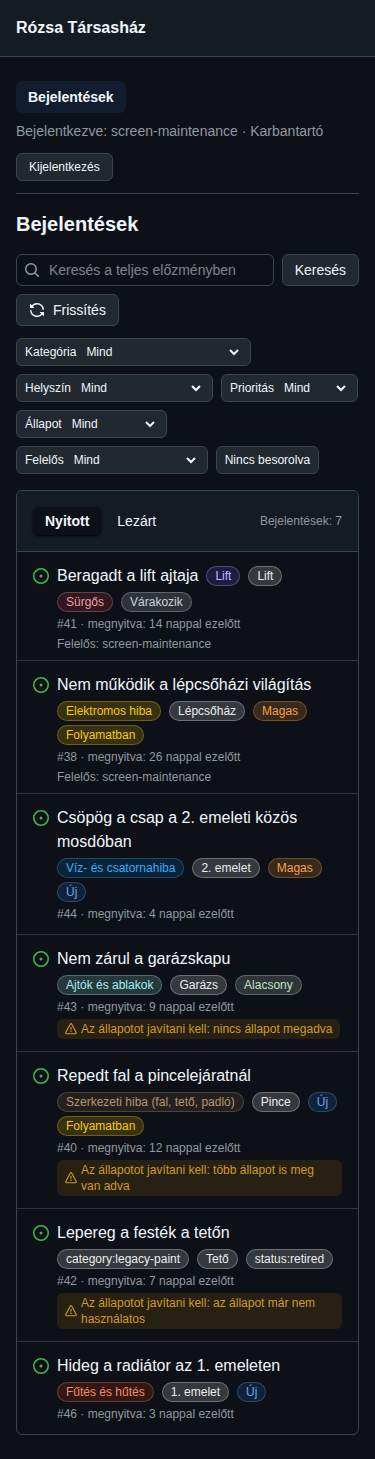 Rózsa Társasház
Bejelentések
Bejelentkezve: screen-maintenance · Karbantartó
Kijelentkezés
Bejelentések
Keresés a teljes előzményben
Keresés
Frissítés
Kategória Mind
Helyszín Mind
Prioritás Mind
Állapot Mind
Felelős Mind
Nincs besorolva
Nyitott
Lezárt
Bejelentések: 7
Beragadt a lift ajtaja Lift Lift
Sürgős Várakozik
#41 · megnyitva: 14 nappal ezelőtt
Felelős: screen-maintenance
Nem működik a lépcsőházi világítás
Elektromos hiba Lépcsőház Magas
Folyamatban
#38 · megnyitva: 26 nappal ezelőtt
Felelős: screen-maintenance
Csöpög a csap a 2. emeleti közös
mosdóban
Víz- és csatornahiba 2. emelet Magas
Új
#44 · megnyitva: 4 nappal ezelőtt
Nem zárul a garázskapu
Ajtók és ablakok Garázs Alacsony
#43 · megnyitva: 9 nappal ezelőtt
Az állapotot javítani kell: nincs állapot megadva
Repedt fal a pincelejáratnál
Szerkezeti hiba (fal, tető, padló) Pince Új
Folyamatban
#40 · megnyitva: 12 nappal ezelőtt
Az állapotot javítani kell: több állapot is meg
van adva
Lepereg a festék a tetőn
category:legacy-paint Tető status:retired
#42 · megnyitva: 7 nappal ezelőtt
Az állapotot javítani kell: az állapot már nem
használatos
Hideg a radiátor az 1. emeleten
Fűtés és hűtés 1. emelet Új
#46 · megnyitva: 3 nappal ezelőtt